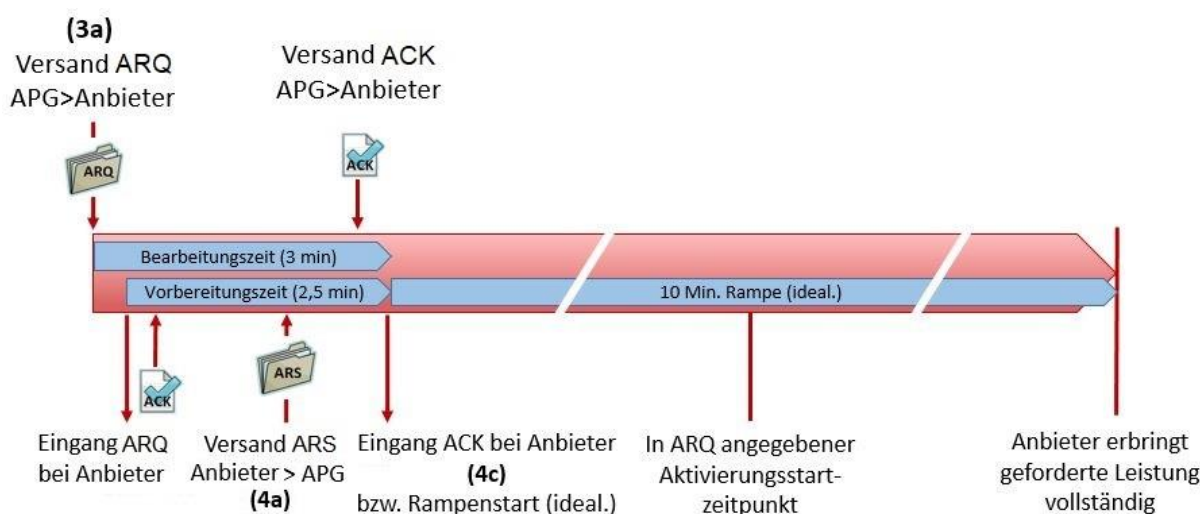 (3a)
Versand ARQ
APG>Anbieter
Versand ACK
APG>Anbieter
ARQ
ACK
Bearbeitungszeit (3 min)
Vorbereitungszeit (2,5 min)
10 Min. Rampe (ideal.)
ACK
ARS
Eingang ARQ
bei Anbieter
Versand ARS
Anbieter > APG
(4a)
Eingang ACK bei Anbieter
(4c)
bzw. Rampenstart (ideal.)
In ARQ angegebener
Aktivierungsstart-
zeitpunkt
Anbieter erbringt
geforderte Leistung
vollständig